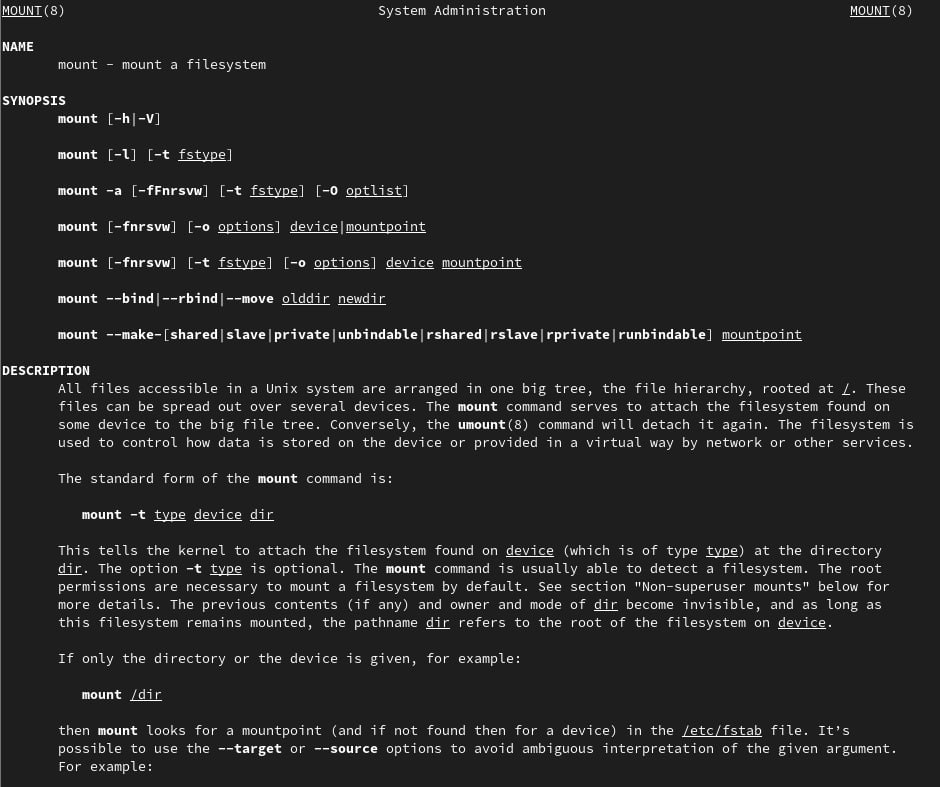 MOUNT(8) System Administration MOUNT(8)
NAME
mount - mount a filesystem
SYNOPSIS
mount [-h|-V]
mount [-l] [-t fstype]
mount -a [-fFnrsvw] [-t fstype] [-O optlist]
mount [-fnrsvw] [-o options] device|mountpoint
mount [-fnrsvw] [-t fstype] [-o options] device mountpoint
mount --bind|--rbind|--move olddir newdir
mount --make-[shared|slave|private|unbindable|rshared|rslave|rprivate|runbindable] mountpoint
DESCRIPTION
All files accessible in a Unix system are arranged in one big tree, the file hierarchy, rooted at /. These
files can be spread out over several devices. The mount command serves to attach the filesystem found on
some device to the big file tree. Conversely, the umount(8) command will detach it again. The filesystem is
used to control how data is stored on the device or provided in a virtual way by network or other services.
The standard form of the mount command is:
mount -t type device dir
This tells the kernel to attach the filesystem found on device (which is of type type) at the directory
dir. The option -t type is optional. The mount command is usually able to detect a filesystem. The root
permissions are necessary to mount a filesystem by default. See section "Non-superuser mounts" below for
more details. The previous contents (if any) and owner and mode of dir become invisible, and as long as
this filesystem remains mounted, the pathname dir refers to the root of the filesystem on device.
If only the directory or the device is given, for example:
mount /dir
then mount looks for a mountpoint (and if not found then for a device) in the /etc/fstab file. It’s
possible to use the --target or --source options to avoid ambiguous interpretation of the given argument.
For example: